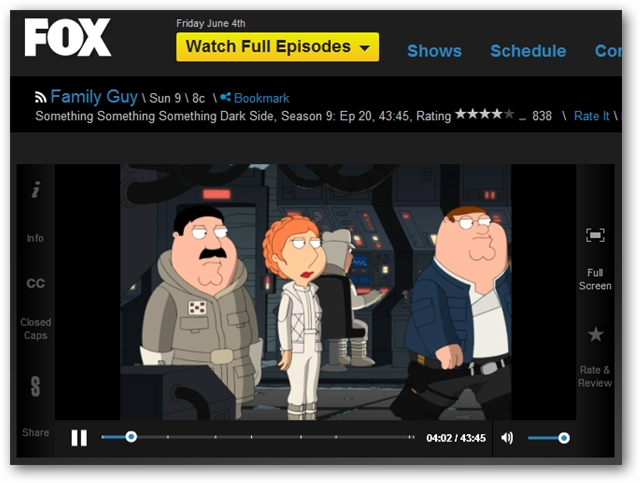 FOX
Friday June 4th
Watch Full Episodes
Shows
Schedule
Family Guy \ Sun 9 \ 8c \ Bookmark
Something Something Something Dark Side, Season 9: Ep 20, 43:45, Rating ... 838 \ Rate It \
i
Info
CC
Closed
Caps
Share
Full
Screen
Rate &
Review
04:02 / 43:45